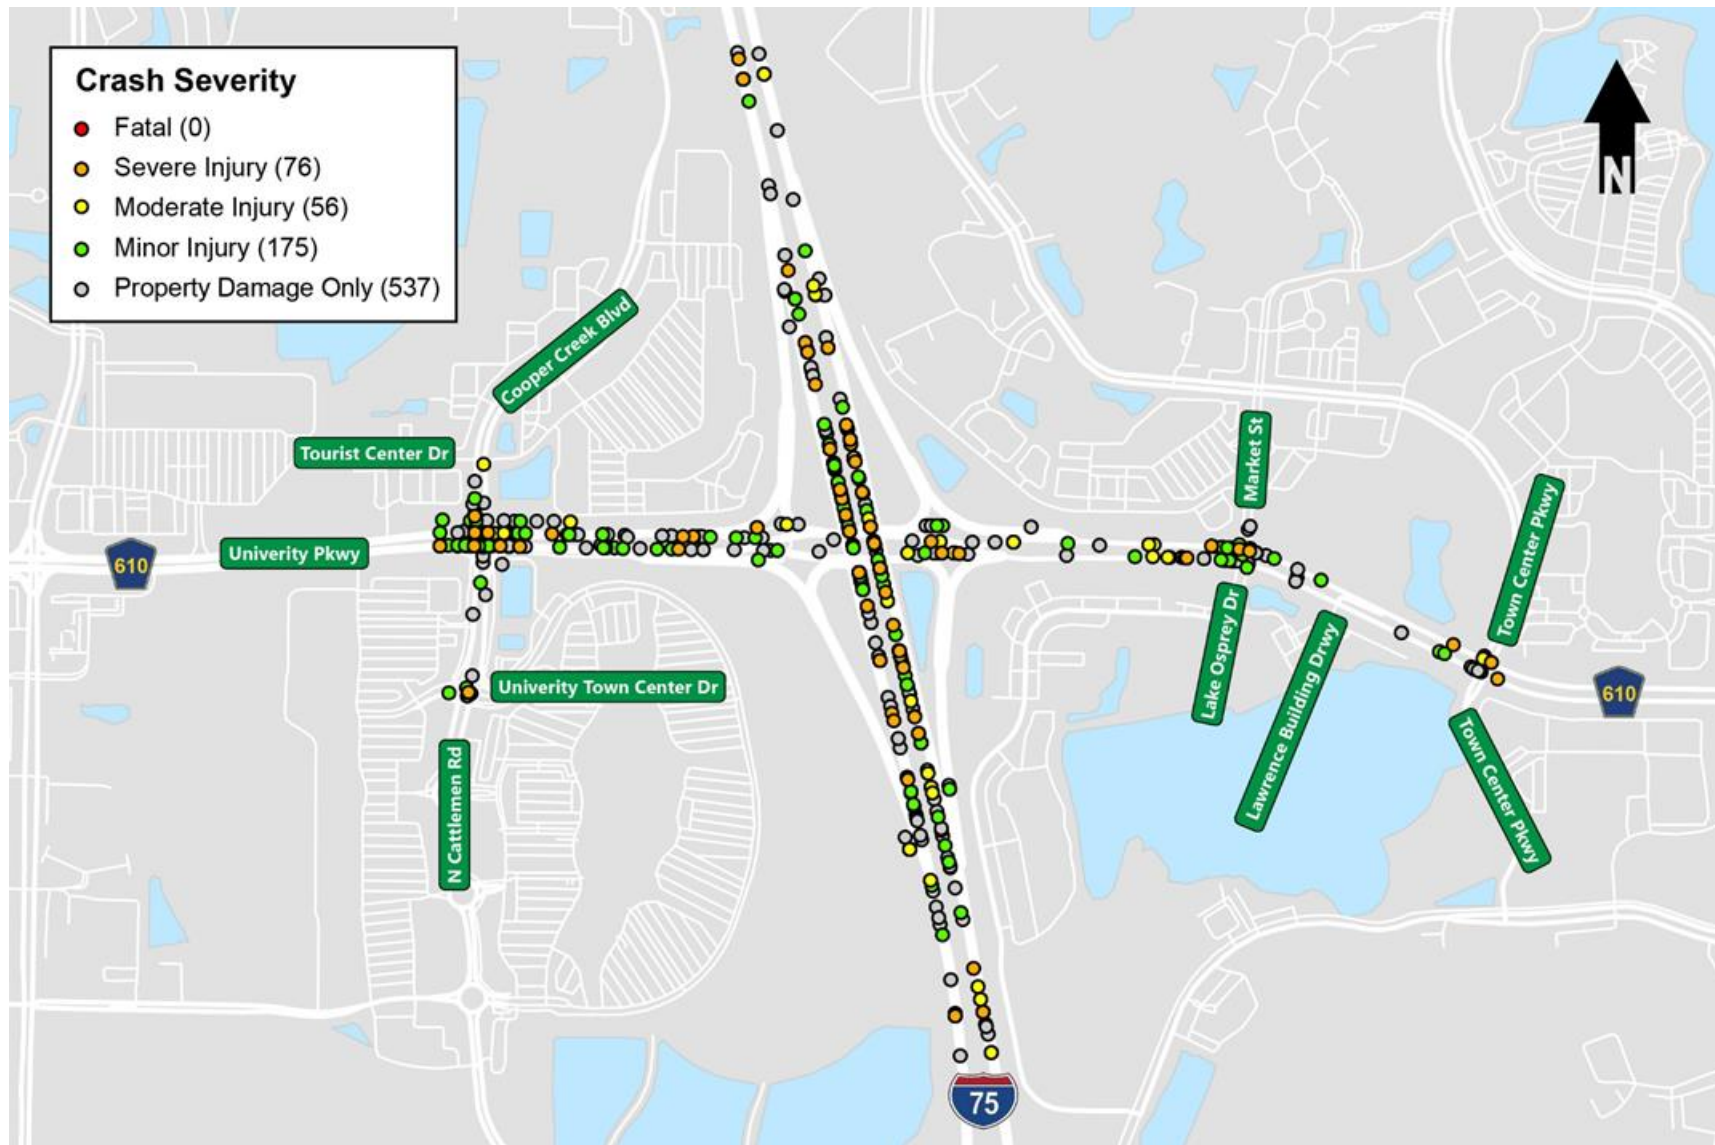 Crash Severity
Fatal (0)
Severe Injury (76)
Moderate Injury (56)
Minor Injury (175)
Property Damage Only (537)
N
Cooper Creek Blvd
Tourist Center Dr
Market St
Univerity Pkwy
610
Town Center Pkwy
Lake Osprey Dr
Lawrence Building Drwy
Univerity Town Center Dr
610
N Cattlemen Rd
Town Center Pkwy
75